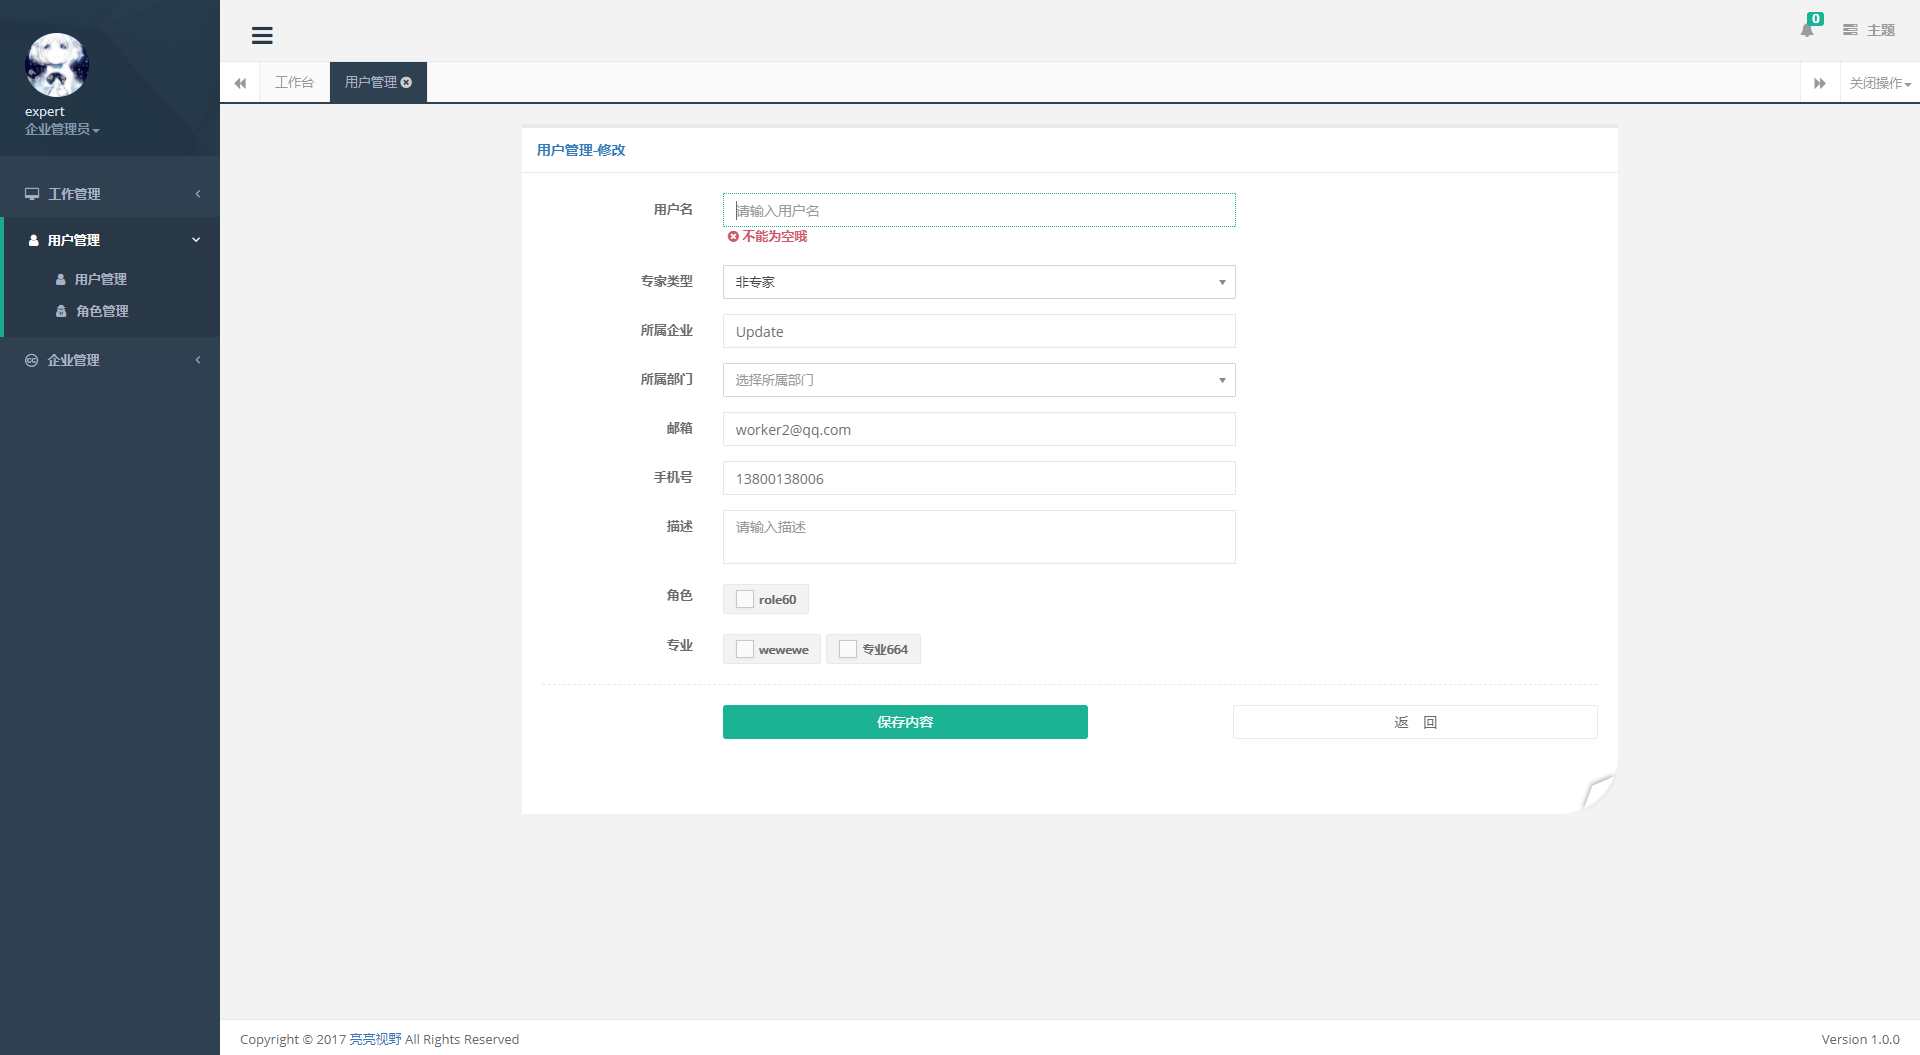 0
主题
工作台
用户管理
关闭操作
expert
企业管理员
工作管理
用户管理
用户管理
角色管理
企业管理
用户管理-修改
用户名
请输入用户名
不能为空哦
专家类型
非专家
所属企业
Update
所属部门
选择所属部门
邮箱
worker2@qq.com
手机号
13800138006
描述
请输入描述
角色
role60
专业
wewewe
专业664
保存内容
返 回
Copyright © 2017 亮亮视野 All Rights Reserved
Version 1.0.0